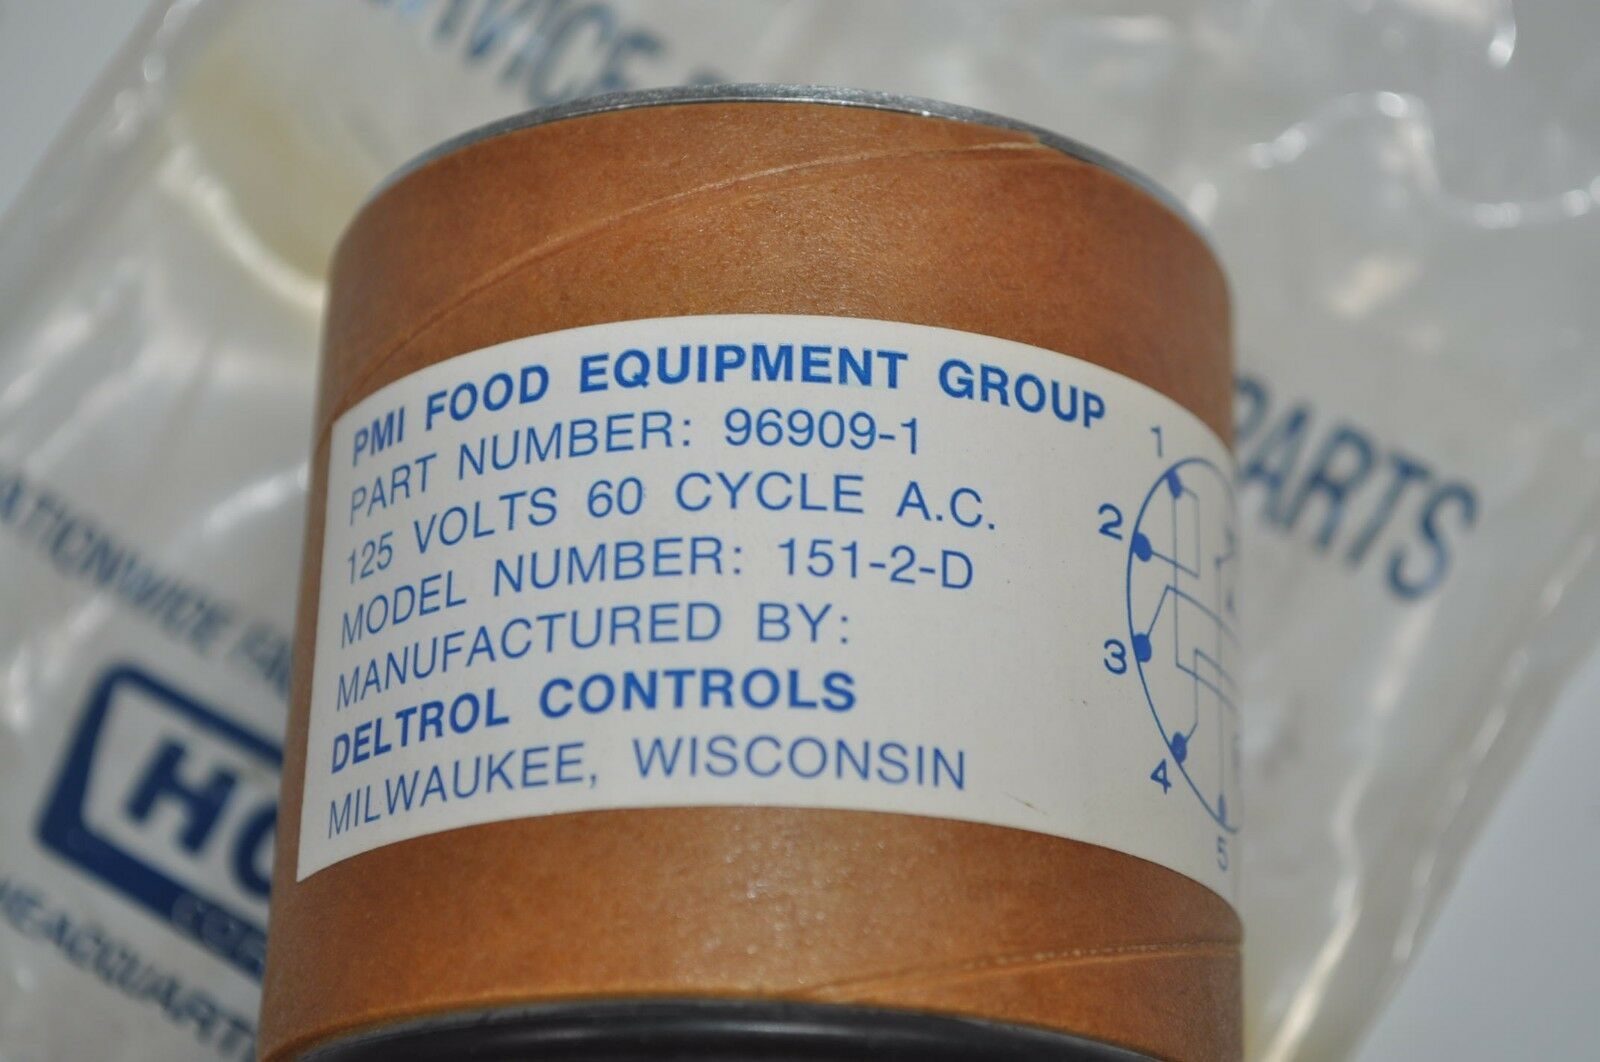 PMI FOOD EQUIPMENT GROUP
PART NUMBER: 96909-1
125 VOLTS 60 CYCLE A.C.
MODEL NUMBER: 151-2-D
MANUFACTURED BY:
DELTROL CONTROLS
MILWAUKEE, WISCONSIN
1
2
3
4
5
PARTS